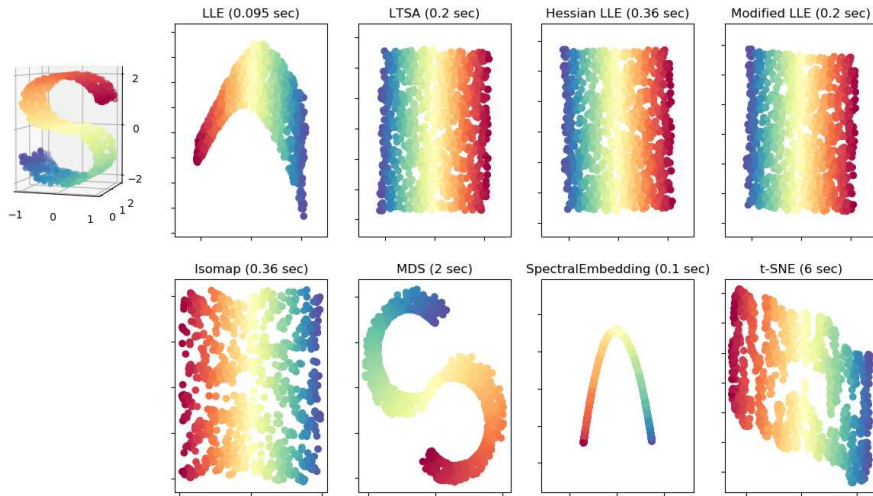 LLE (0.095 sec)
LTSA (0.2 sec)
Hessian LLE (0.36 sec)
Modified LLE (0.2 sec)
2
0
−2
−1
0
1
0
1
2
Isomap (0.36 sec)
MDS (2 sec)
SpectralEmbedding (0.1 sec)
t-SNE (6 sec)